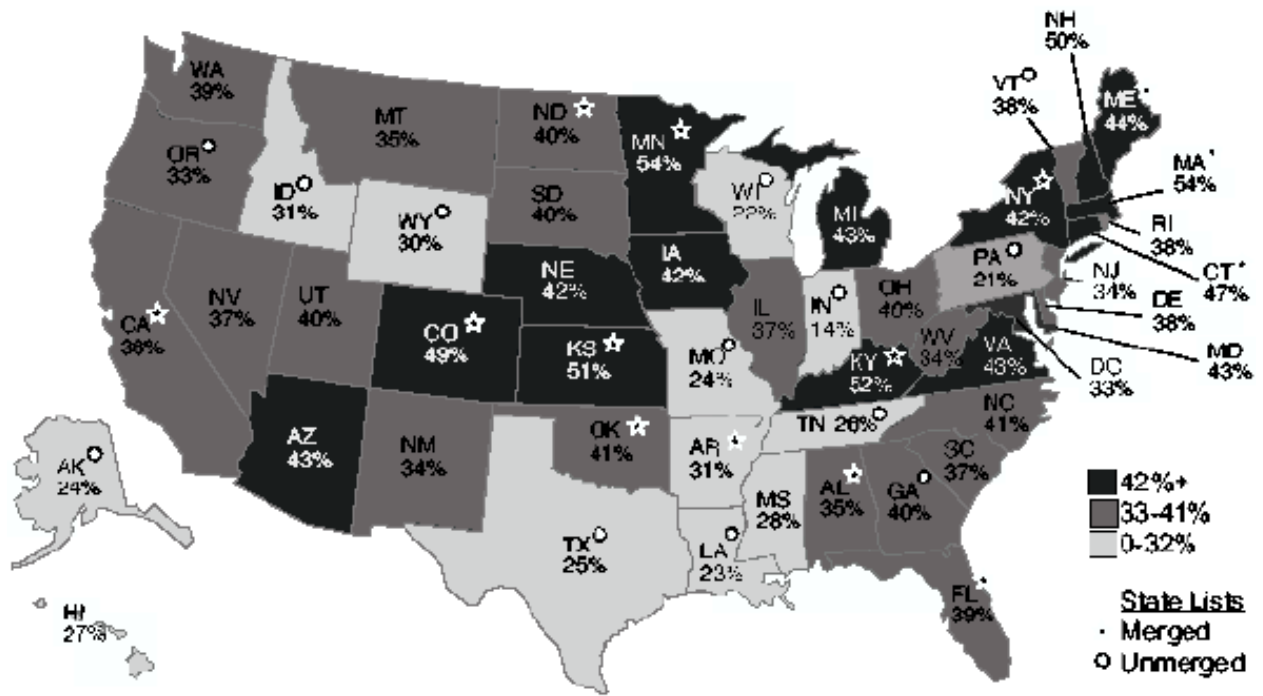 NH
50%
VT
38%
ME
44%
MA
54%
RI
38%
CT
47%
NJ
34%
DE
38%
MD
43%
DC
33%
WA
39%
MT
35%
ND
40%
MN
54%
OR
33%
ID
31%
WY
30%
SD
40%
WI
22%
MI
43%
NY
42%
PA
21%
IA
42%
NE
42%
NV
37%
UT
40%
CA
CO
49%
KS
51%
MO
24%
IL
37%
IN
14%
OH
40%
WV
34%
VA
43%
KY
52%
TN 26%
NC
41%
SC
37%
AZ
43%
NM
34%
OK
41%
AR
31%
MS
28%
AL
35%
GA
40%
AK
24%
TX
25%
LA
23%
FL
39%
HI
27%
42%+
33-41%
0-32%
State Lists
Merged
Unmerged